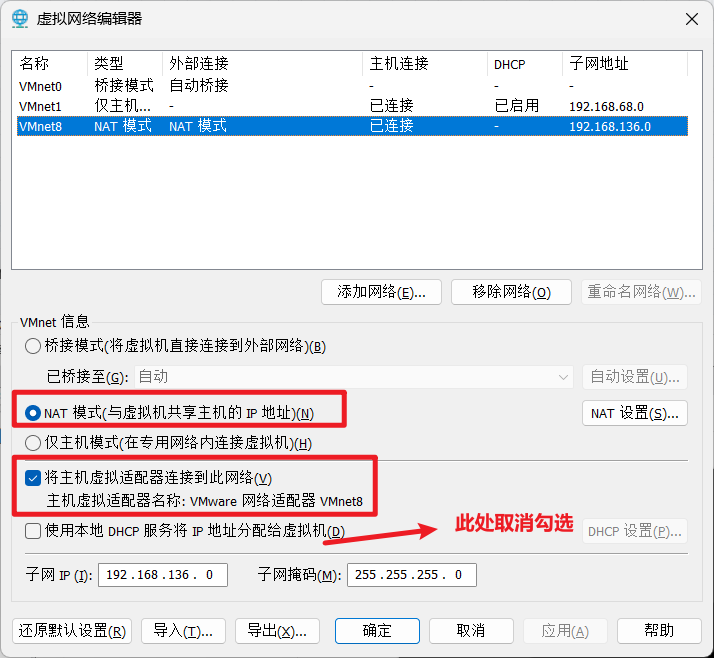 虚拟网络编辑器
名称 类型 外部连接 主机连接 DHCP 子网地址
VMnet0 桥接模式 自动桥接 - - -
VMnet1 仅主机... - 已连接 已启用 192.168.68.0
VMnet8 NAT 模式 NAT 模式 已连接 - 192.168.136.0
添加网络(E)... 移除网络(O) 重命名网络(W)...
VMnet 信息
桥接模式(将虚拟机直接连接到外部网络)(B)
已桥接至(G): 自动 自动设置(U)...
NAT 模式(与虚拟机共享主机的 IP 地址)(N) NAT 设置(S)...
仅主机模式(在专用网络内连接虚拟机)(H)
将主机虚拟适配器连接到此网络(V)
主机虚拟适配器名称: VMware 网络适配器 VMnet8
此处取消勾选
使用本地 DHCP 服务将 IP 地址分配给虚拟机(D) DHCP 设置(P)...
子网 IP (I): 192.168.136. 0 子网掩码(M): 255.255.255. 0
还原默认设置(R) 导入(T)... 导出(X)... 确定 取消 应用(A) 帮助